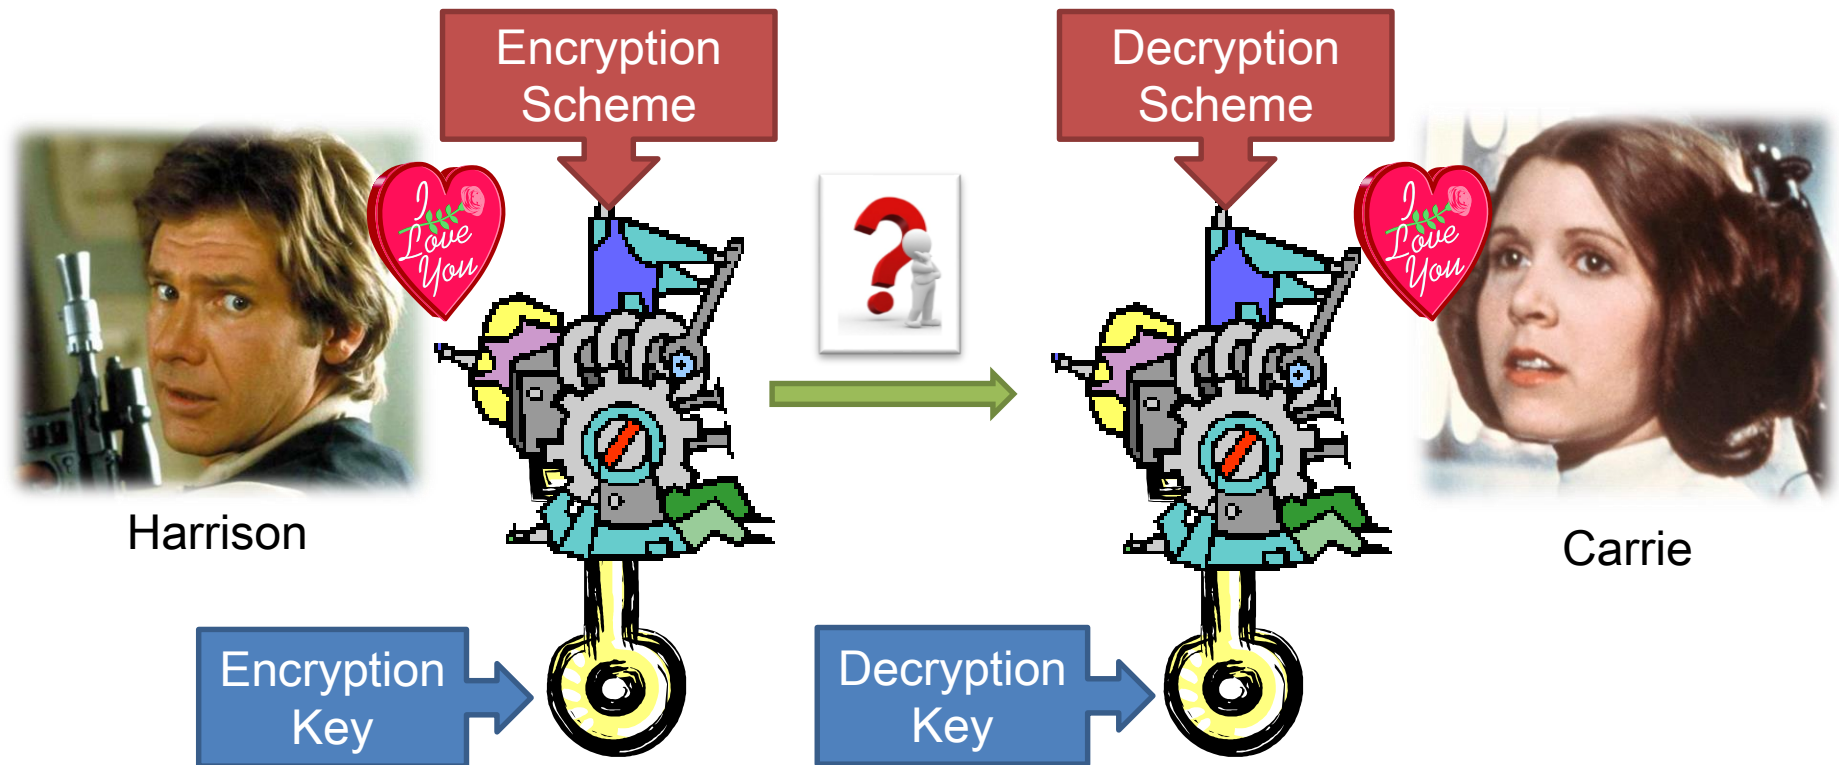 Encryption
Scheme
Decryption
Scheme
I
Love
You
I
Love
You
Harrison
Carrie
Encryption
Key
Decryption
Key